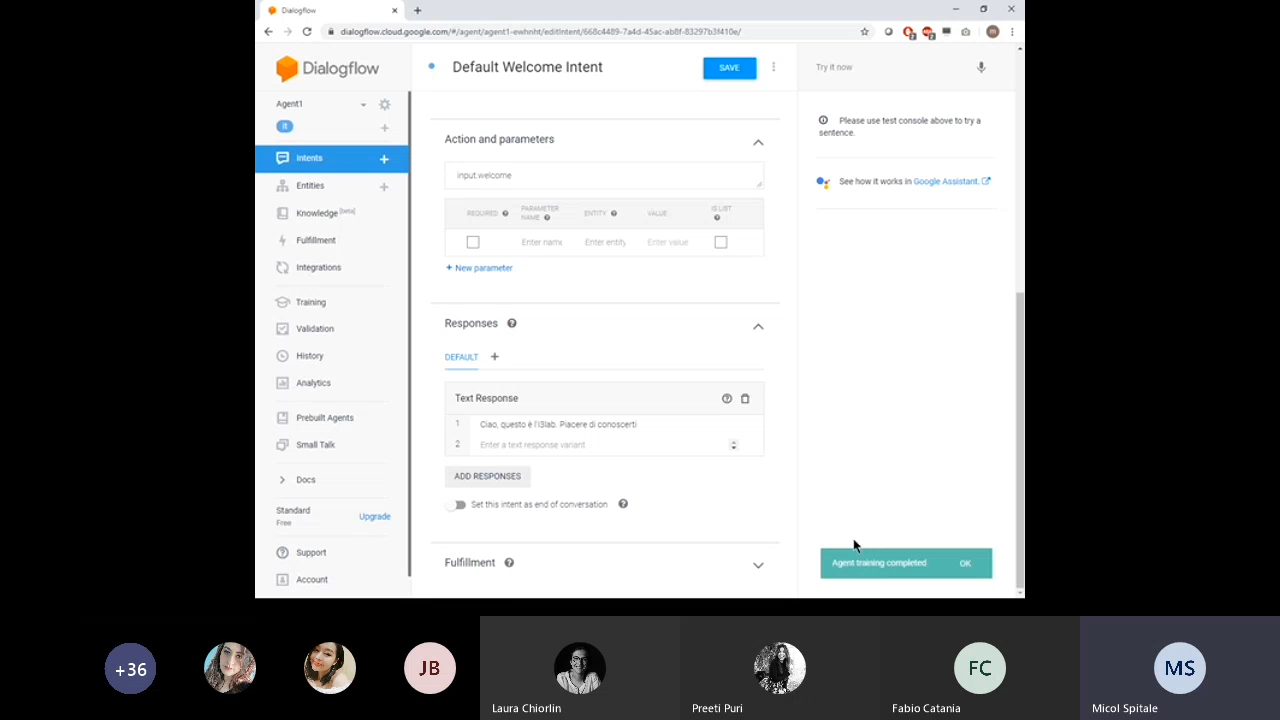 Dialogflow
dialogflow.cloud.google.com/#/agent/agent1-ewhnht/editIntent/668c4489-7a4d-45ac-ab8f-83297b3f410e/
Dialogflow
Default Welcome Intent
SAVE
Try it now
Agent1
it
Please use test console above to try a
sentence.
Action and parameters
Intents
input.welcome
Entities
See how it works in Google Assistant.
Knowledge [beta]
REQUIRED
PARAMETER
NAME
ENTITY
VALUE
IS LIST
Fulfillment
Enter name
Enter entity
Enter value
Integrations
+ New parameter
Training
Responses
Validation
History
DEFAULT
Analytics
Text Response
Prebuilt Agents
1 Ciao, questo è l'I3lab. Piacere di conoscerti
Small Talk
2 Enter a text response variant
Docs
ADD RESPONSES
Set this intent as end of conversation
Standard
Free
Upgrade
Support
Fulfillment
Agent training completed
OK
Account
+36
JB
FC
MS
Laura Chiorlin
Preeti Puri
Fabio Catania
Micol Spitale